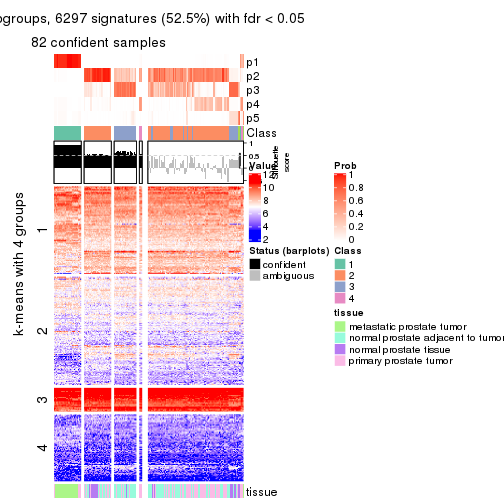 ogroups, 6297 signatures (52.5%) with fdr < 0.05
82 confident samples
p1
p2
p3
p4
p5
Class
1
0.5
0
Silhouette
score
Value
12
10
8
6
4
2
Prob
1
0.8
0.6
0.4
0.2
0
Status (barplots)
confident
ambiguous
Class
1
2
3
4
tissue
metastatic prostate tumor
normal prostate adjacent to tumor
normal prostate tissue
primary prostate tumor
k-means with 4 groups
1
2
3
4
tissue